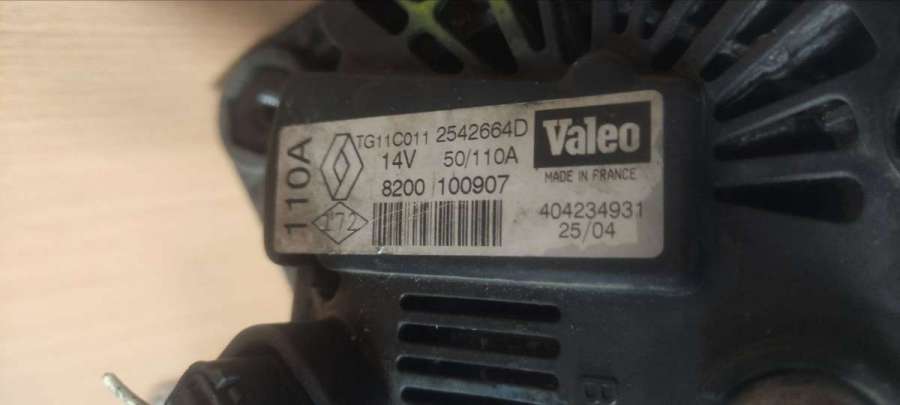 110A
TG11C011 2542664D
14V 50/110A
8200 100907
172
Valeo
MADE IN FRANCE
404234931
25/04